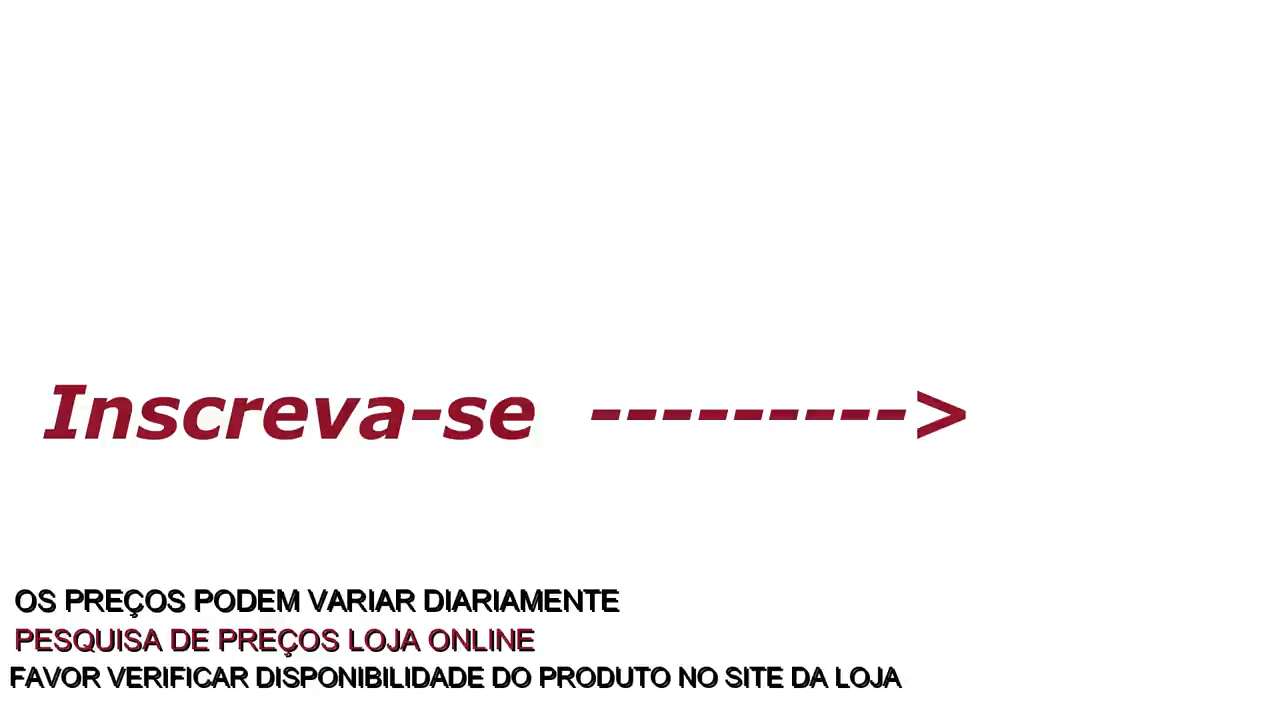 Inscreva-se --------->
OS PREÇOS PODEM VARIAR DIARIAMENTE
PESQUISA DE PREÇOS LOJA ONLINE
FAVOR VERIFICAR DISPONIBILIDADE DO PRODUTO NO SITE DA LOJA